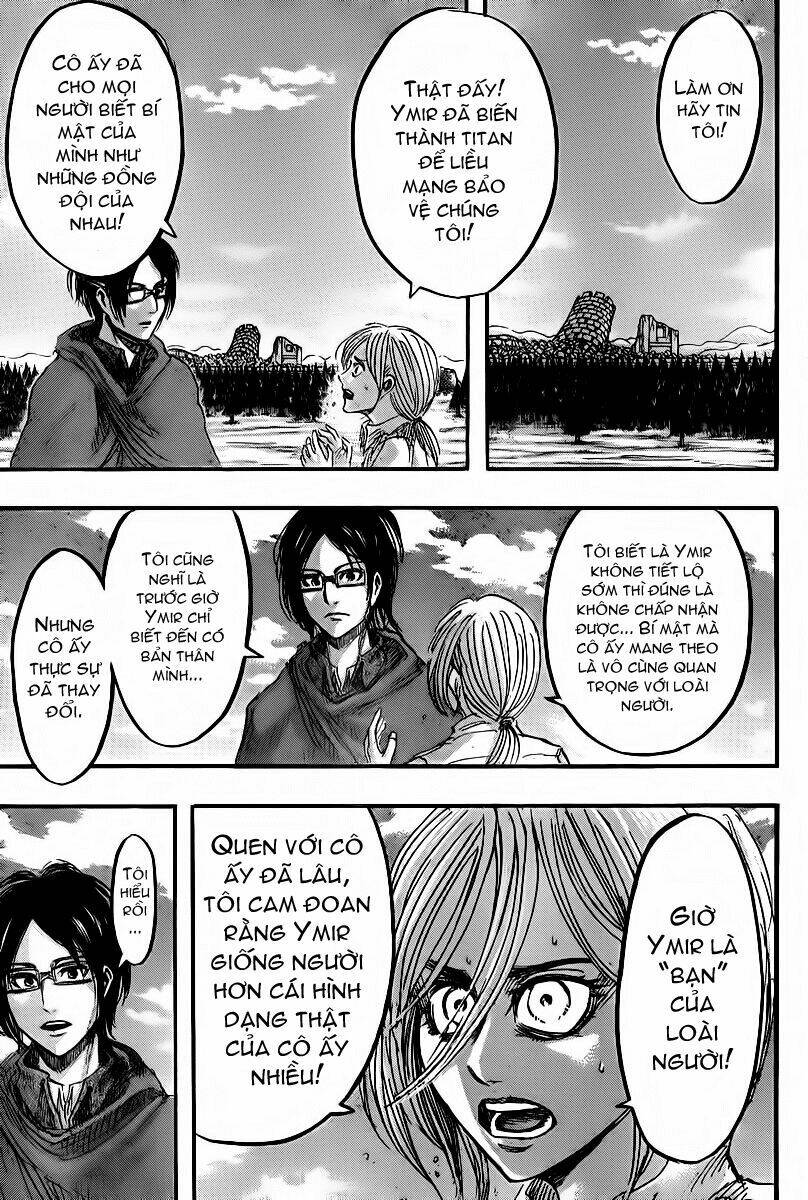 LÀM ƠN
HÃY TIN
TÔI!
THẬT ĐẤY!
YMIR ĐÃ BIẾN
THÀNH TITAN
ĐỂ LIỀU
MẠNG BẢO
VỆ CHÚNG
TÔI!
CÔ ẤY ĐÃ
CHO MỌI
NGƯỜI BIẾT BÍ
MẬT CỦA
MÌNH NHƯ
NHỮNG ĐỒNG
ĐỘI CỦA
NHAU!
TÔI BIẾT LÀ YMIR
KHÔNG TIẾT LỘ
SỚM THÌ ĐÚNG LÀ
KHÔNG CHẤP NHẬN
ĐƯỢC... BÍ MẬT MÀ
CÔ ẤY MANG THEO
LÀ VÔ CÙNG QUAN
TRỌNG VỚI LOÀI
NGƯỜI.
TÔI CŨNG
NGHĨ LÀ
TRƯỚC GIỜ
YMIR CHỈ
BIẾT ĐẾN CÓ
BẢN THÂN
MÌNH...
NHƯNG
CÔ ẤY
THỰC SỰ
ĐÃ THAY
ĐỔI.
GIỜ
YMIR LÀ
"BẠN"
CỦA
LOÀI
NGƯỜI!
QUEN VỚI CÔ
ẤY ĐÃ LÂU,
TÔI CAM ĐOAN
RẰNG YMIR
GIỐNG NGƯỜI
HƠN CÁI HÌNH
DẠNG THẬT
CỦA CÔ ẤY
NHIỀU!
TÔI
HIỂU
RỒI
...